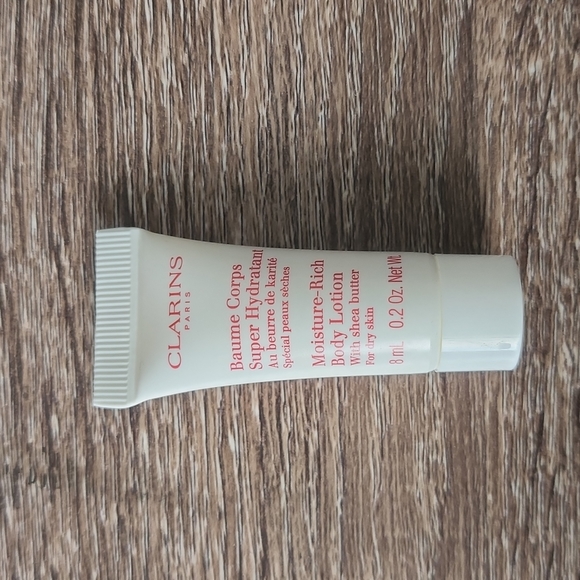 CLARINS
PARIS
Baume Corps
Super Hydratant
Au beurre de karité
Spécial peaux sèches
Moisture-Rich
Body Lotion
With shea butter
For dry skin
8 mL 0.2 Oz. Net Wt.